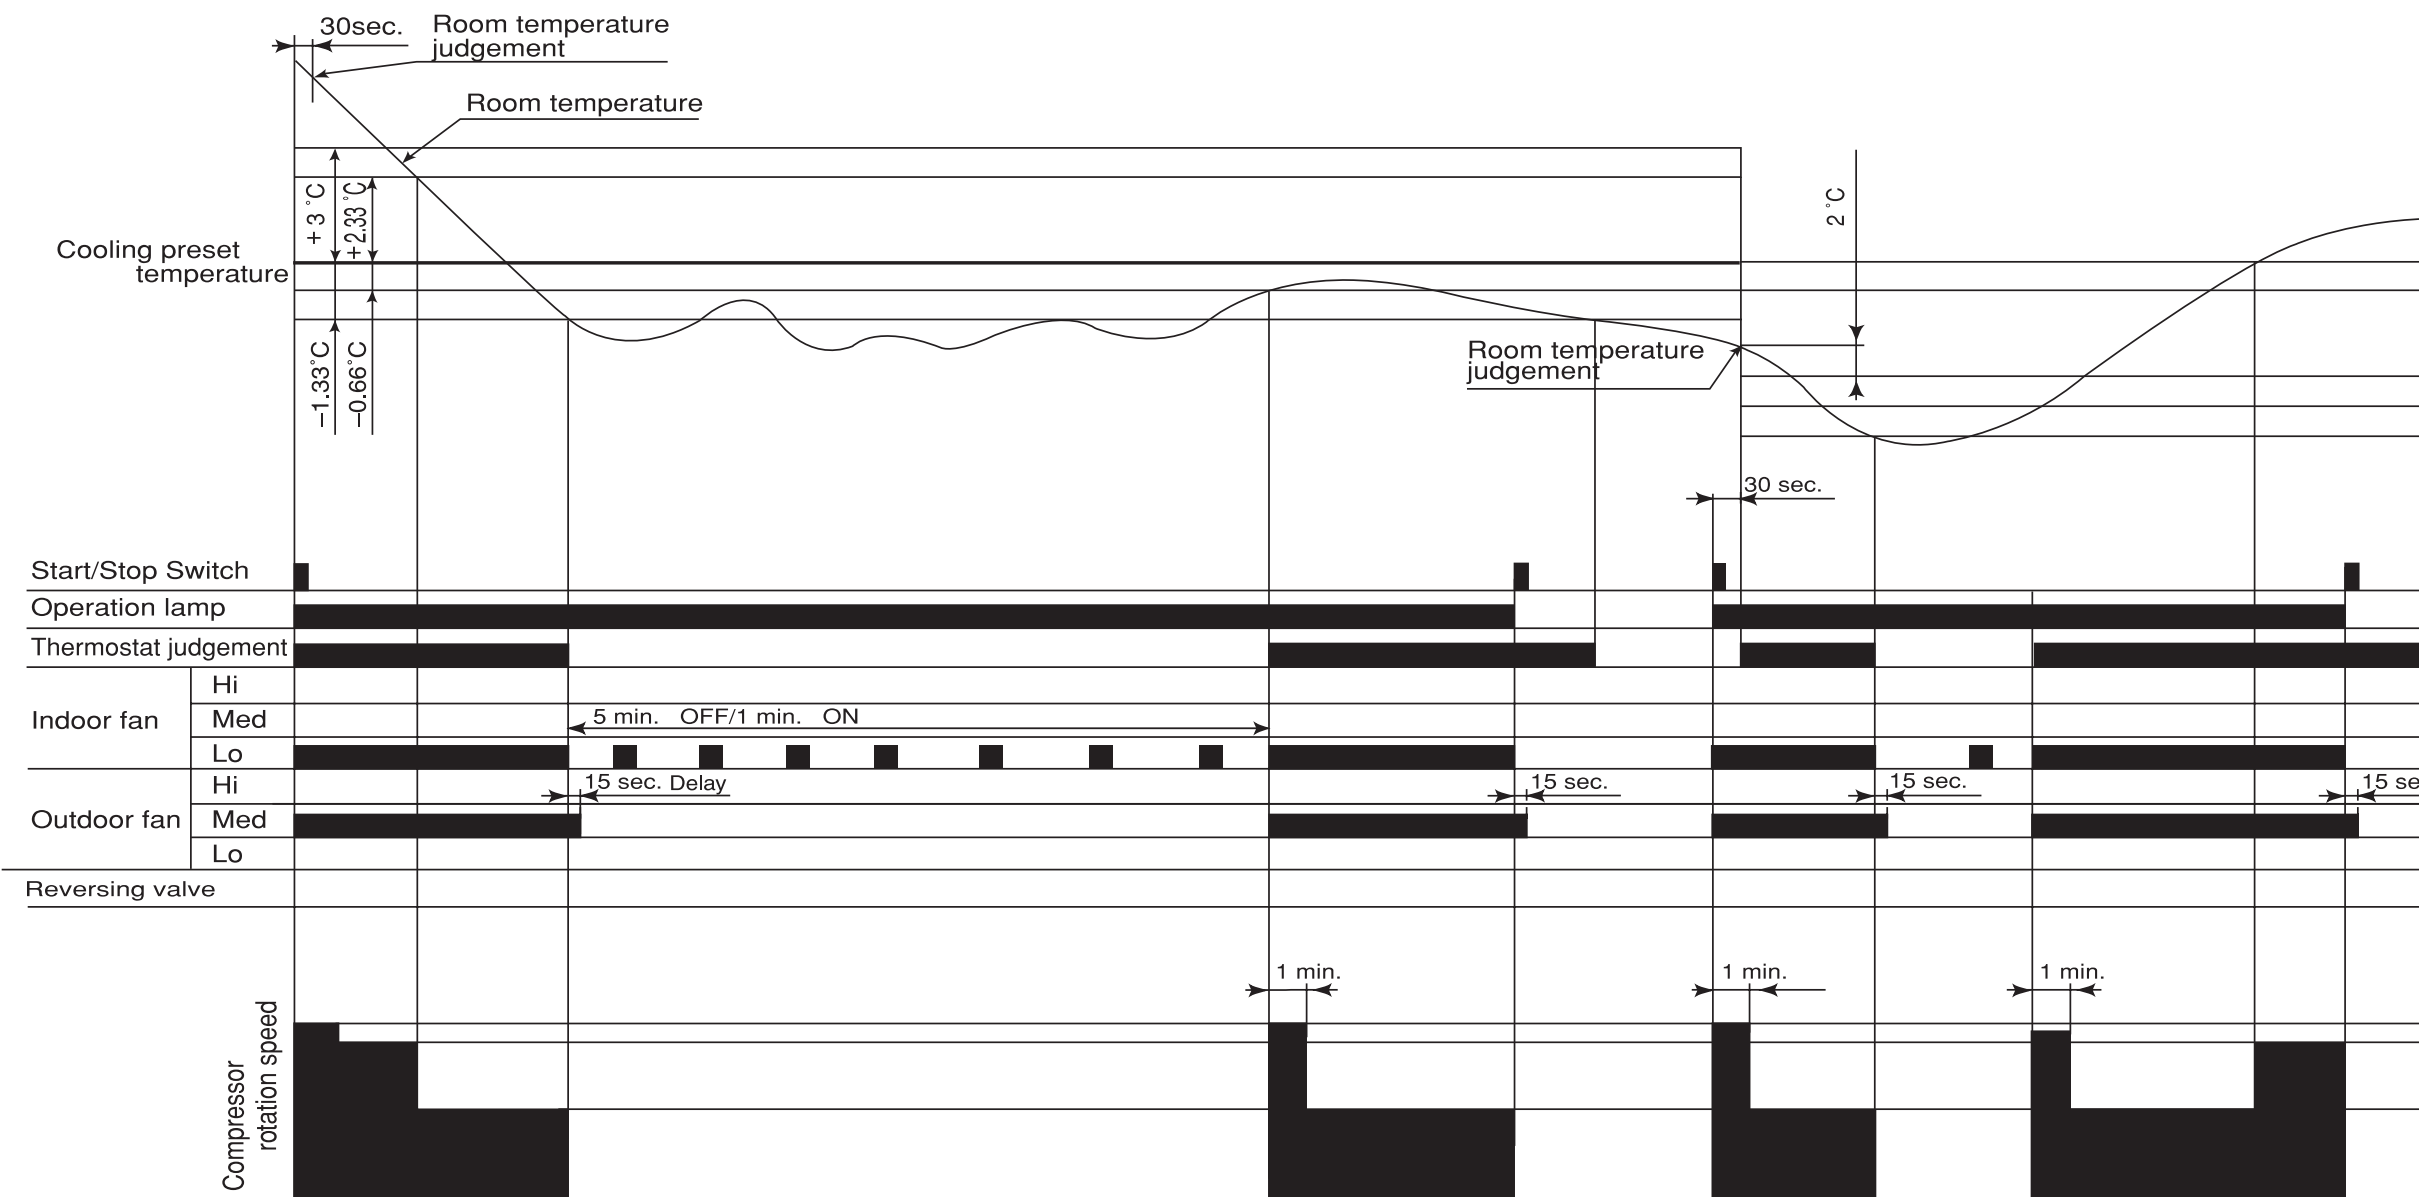 30sec.
Room temperature
judgement
Room temperature
+3 °C
+2.33 °C
2 °C
Cooling preset
temperature
−1.33°C
−0.66°C
Room temperature
judgement
30 sec.
Start/Stop Switch
Operation lamp
Thermostat judgement
Hi
Indoor fan
Med
5 min. OFF/1 min. ON
Lo
Hi
15 sec. Delay
15 sec.
15 sec.
15 se
Outdoor fan
Med
Lo
Reversing valve
1 min.
1 min.
1 min.
Compressor
rotation speed